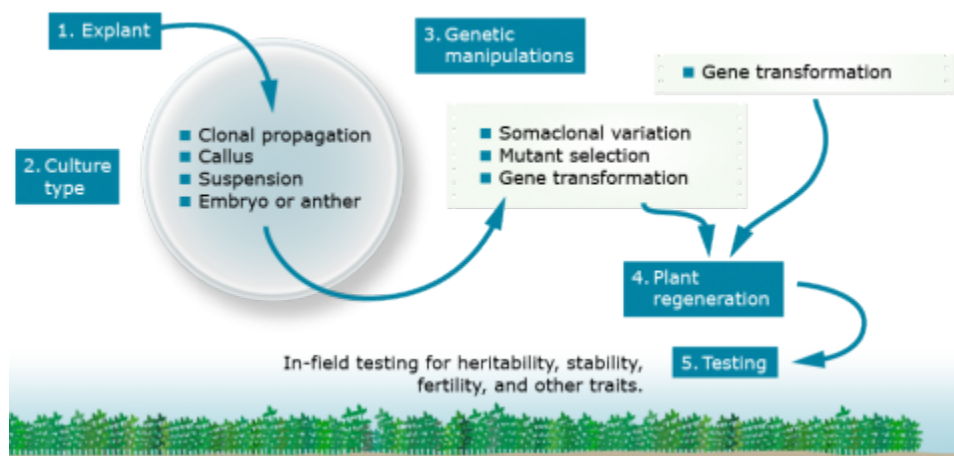 1. Explant
3. Genetic
manipulations
■ Gene transformation
2. Culture
type
■ Clonal propagation
■ Callus
■ Suspension
■ Embryo or anther
■ Somaclonal variation
■ Mutant selection
■ Gene transformation
4. Plant
regeneration
In-field testing for heritability, stability,
fertility, and other traits.
5. Testing